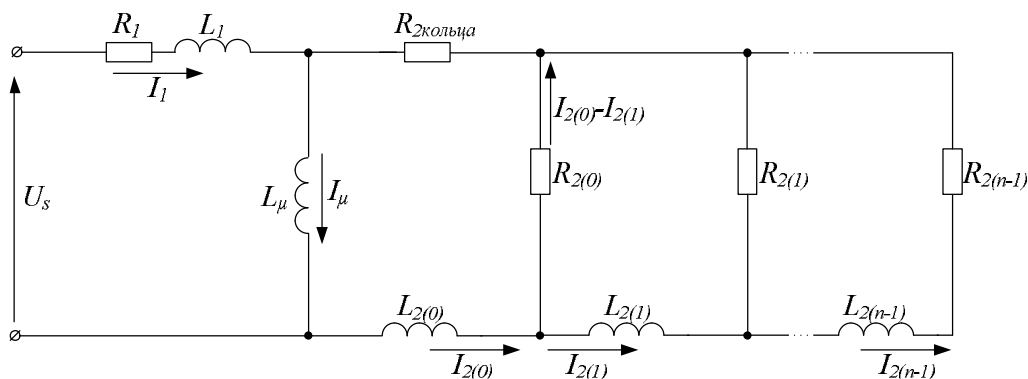 R1
L1
R2кольца
I1
I2(0)-I2(1)
Us
Lμ
Iμ
R2(0)
R2(1)
R2(n-1)
L2(0)
L2(1)
L2(n-1)
I2(0)
I2(1)
I2(n-1)